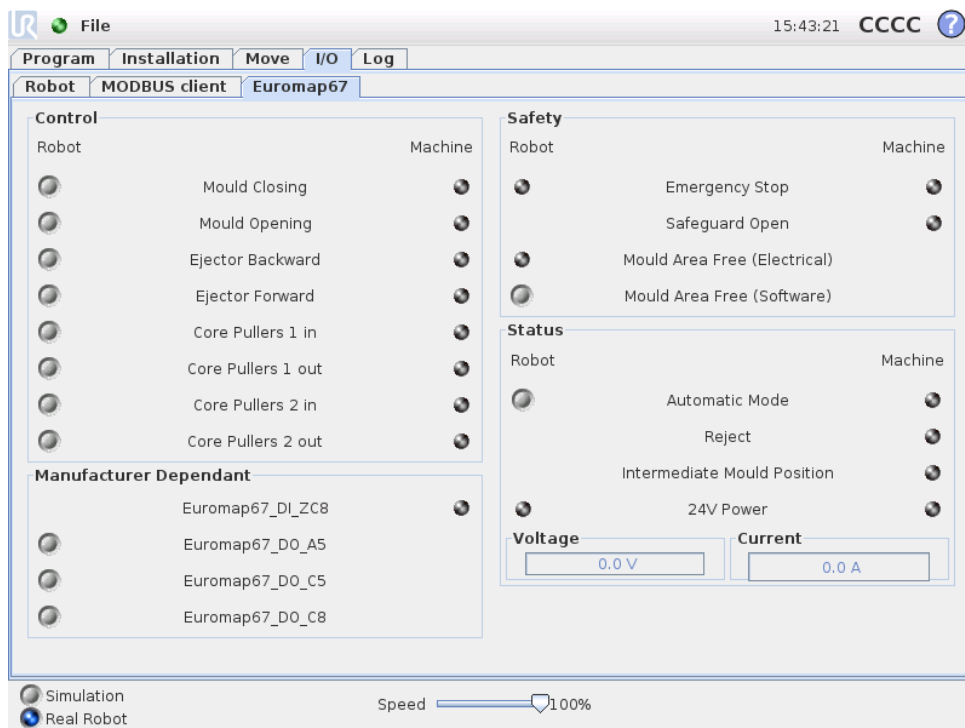 UR File 15:43:21 CCCC ?
Program Installation Move I/O Log
Robot MODBUS client Euromap67
Control
Robot Machine
Mould Closing
Mould Opening
Ejector Backward
Ejector Forward
Core Pullers 1 in
Core Pullers 1 out
Core Pullers 2 in
Core Pullers 2 out
Manufacturer Dependant
Euromap67_DI_ZC8
Euromap67_DO_A5
Euromap67_DO_C5
Euromap67_DO_C8
Safety
Robot Machine
Emergency Stop
Safeguard Open
Mould Area Free (Electrical)
Mould Area Free (Software)
Status
Robot Machine
Automatic Mode
Reject
Intermediate Mould Position
24V Power
Voltage Current
0.0 V 0.0 A
Simulation
Real Robot
Speed 100%